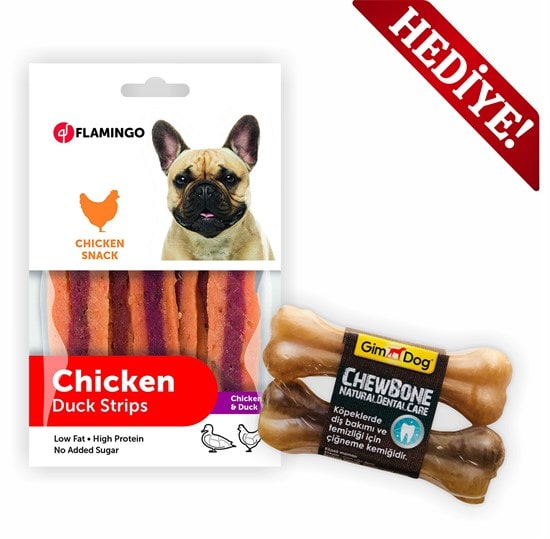 HEDİYE!
FLAMINGO
CHICKEN
SNACK
Chicken
Duck Strips
Chicken
& Duck
Low Fat • High Protein
No Added Sugar
GimDog
CHEWBONE
NATURAL DENTAL CARE
Köpeklerde
diş bakımı ve
temizliği için
çiğneme kemiğidir.